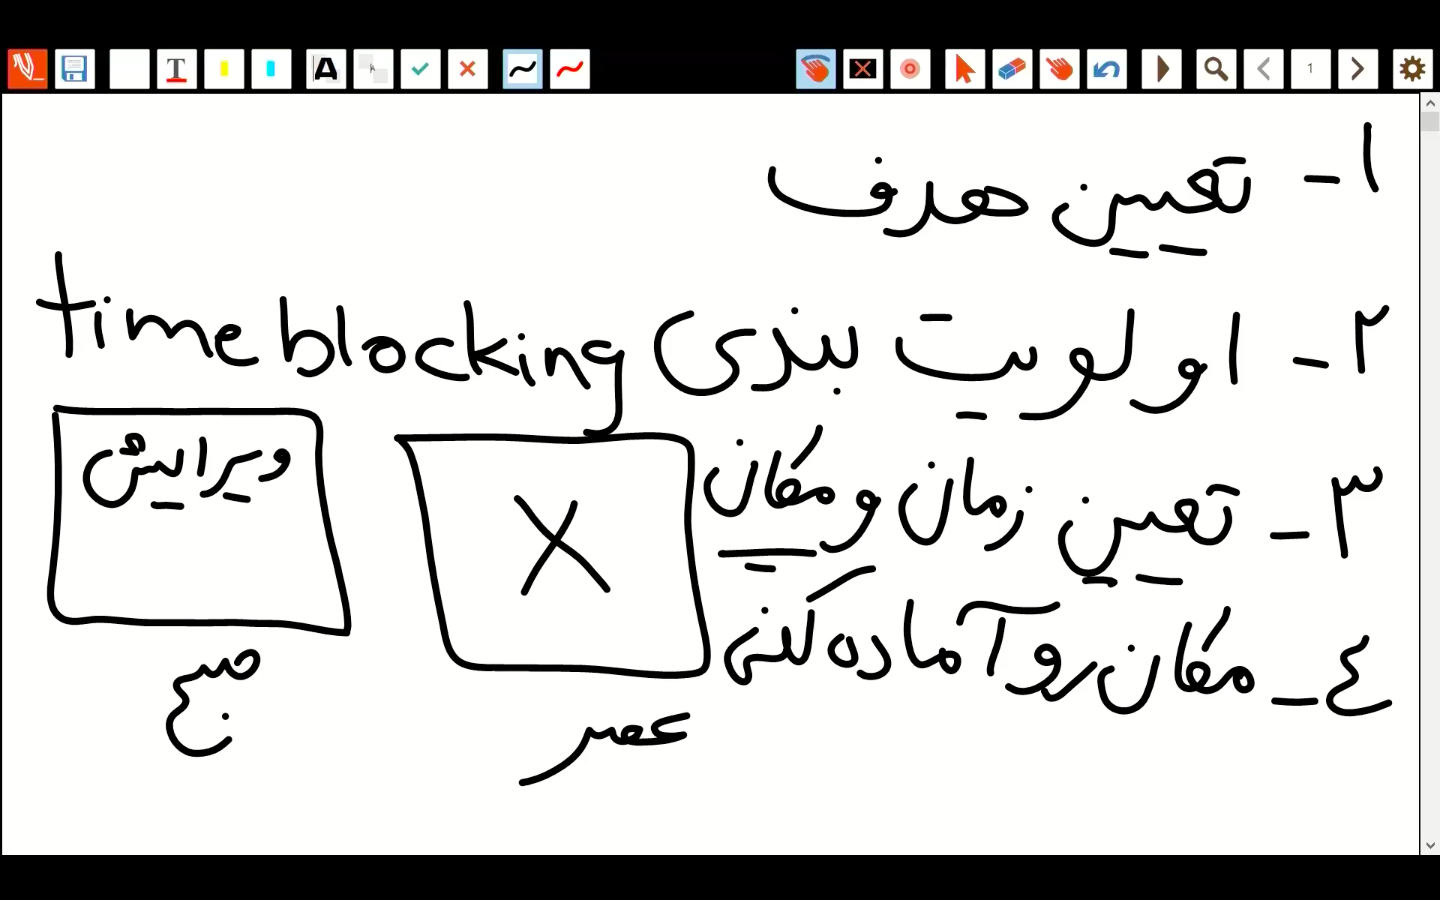 ۱- تعیین هدف
۲- اولویت بندی time blocking
۳- تعیین زمان و مکان
٤- مکان رو آماده کنی
ویرایش
X
صبح
عصر
T
A
A
1